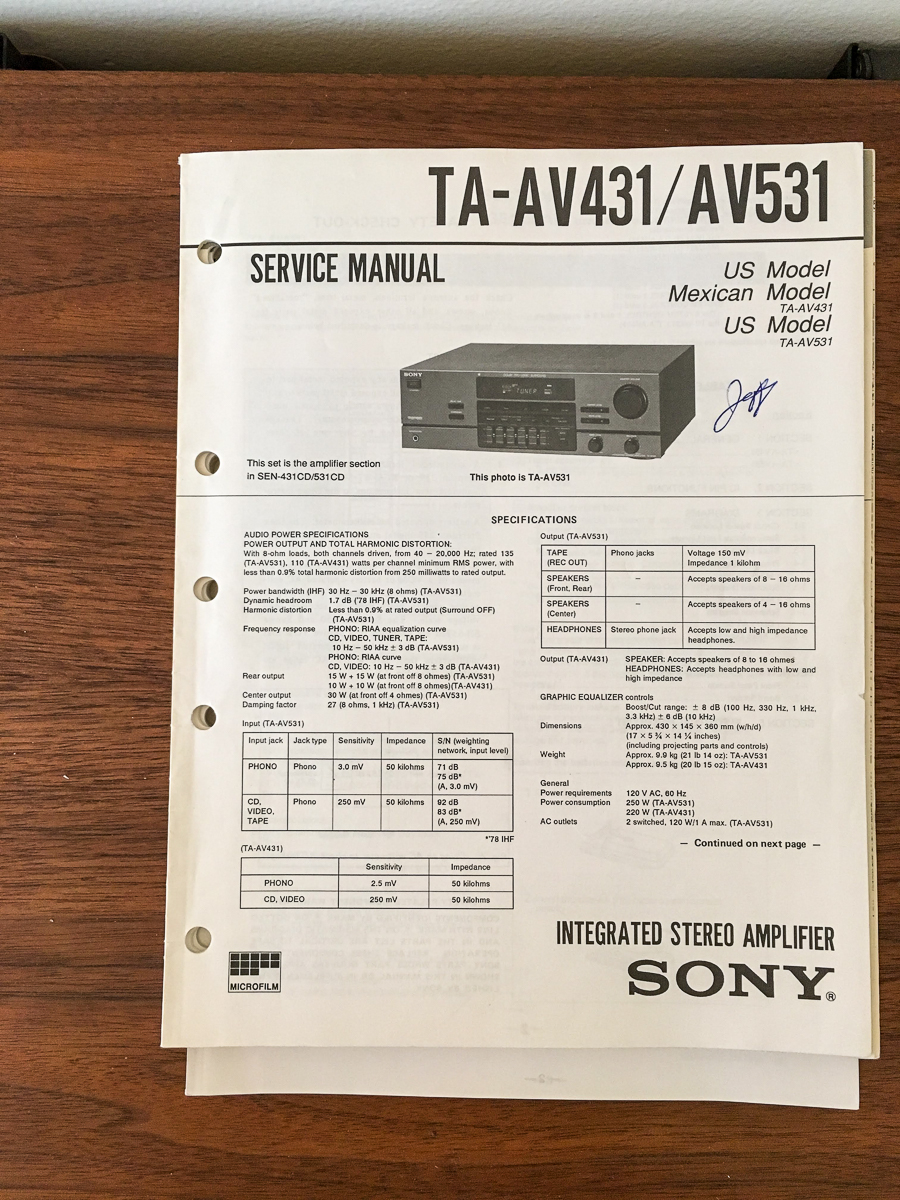 TA-AV431/AV531
SERVICE MANUAL
US Model
Mexican Model
TA-AV431
US Model
TA-AV531
SONY
TUNER
Jeff
This set is the amplifier section
in SEN-431CD/531CD
This photo is TA-AV531
SPECIFICATIONS
AUDIO POWER SPECIFICATIONS
POWER OUTPUT AND TOTAL HARMONIC DISTORTION:
With 8-ohm loads, both channels driven, from 40 – 20,000 Hz; rated 135
(TA-AV531), 110 (TA-AV431) watts per channel minimum RMS power, with
less than 0.9% total harmonic distortion from 250 milliwatts to rated output.
Power bandwidth (IHF) 30 Hz – 30 kHz (8 ohms) (TA-AV531)
Dynamic headroom 1.7 dB ('78 IHF) (TA-AV531)
Harmonic distortion Less than 0.9% at rated output (Surround OFF)
(TA-AV531)
Frequency response PHONO: RIAA equalization curve
CD, VIDEO, TUNER, TAPE:
10 Hz – 50 kHz ± 3 dB (TA-AV531)
PHONO: RIAA curve
CD, VIDEO: 10 Hz – 50 kHz ± 3 dB (TA-AV431)
Rear output 15 W + 15 W (at front off 8 ohms) (TA-AV531)
10 W + 10 W (at front off 8 ohms)(TA-AV431)
Center output 30 W (at front off 4 ohms) (TA-AV531)
Damping factor 27 (8 ohms, 1 kHz) (TA-AV531)
Input (TA-AV531)
Input jack Jack type Sensitivity Impedance S/N (weighting
network, input level)
PHONO Phono 3.0 mV 50 kilohms 71 dB
75 dB*
(A, 3.0 mV)
CD, Phono 250 mV 50 kilohms 92 dB
VIDEO, 83 dB*
TAPE (A, 250 mV)
*'78 IHF
(TA-AV431)
Sensitivity Impedance
PHONO 2.5 mV 50 kilohms
CD, VIDEO 250 mV 50 kilohms
Output (TA-AV531)
TAPE Phono jacks Voltage 150 mV
(REC OUT) Impedance 1 kilohm
SPEAKERS – Accepts speakers of 8 – 16 ohms
(Front, Rear)
SPEAKERS – Accepts speakers of 4 – 16 ohms
(Center)
HEADPHONES Stereo phone jack Accepts low and high impedance
headphones.
Output (TA-AV431) SPEAKER: Accepts speakers of 8 to 16 ohms
HEADPHONES: Accepts headphones with low and
high impedance
GRAPHIC EQUALIZER controls
Boost/Cut range: ± 8 dB (100 Hz, 330 Hz, 1 kHz,
3.3 kHz) ± 6 dB (10 kHz)
Dimensions Approx. 430 × 145 × 360 mm (w/h/d)
(17 × 5 ¾ × 14 ¼ inches)
(including projecting parts and controls)
Weight Approx. 9.9 kg (21 lb 14 oz): TA-AV531
Approx. 9.5 kg (20 lb 15 oz): TA-AV431
General
Power requirements 120 V AC, 60 Hz
Power consumption 250 W (TA-AV531)
220 W (TA-AV431)
AC outlets 2 switched, 120 W/1 A max. (TA-AV531)
— Continued on next page —
INTEGRATED STEREO AMPLIFIER
SONY®
MICROFILM